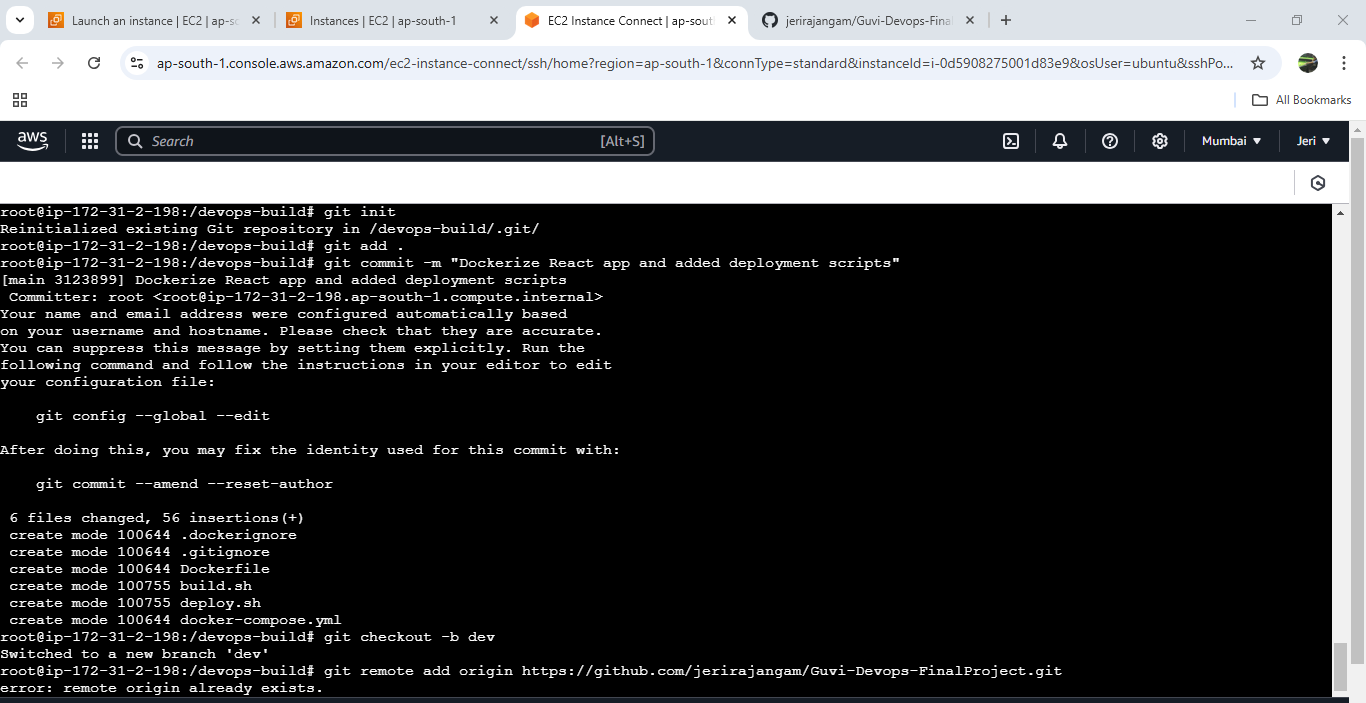 Launch an instance | EC2 | ap-so
Instances | EC2 | ap-south-1
EC2 Instance Connect | ap-sout
jerirajangam/Guvi-Devops-Final
ap-south-1.console.aws.amazon.com/ec2-instance-connect/ssh/home?region=ap-south-1&connType=standard&instanceId=i-0d5908275001d83e9&osUser=ubuntu&sshPo...
All Bookmarks
aws
Search
[Alt+S]
Mumbai
Jeri
root@ip-172-31-2-198:/devops-build# git init
Reinitialized existing Git repository in /devops-build/.git/
root@ip-172-31-2-198:/devops-build# git add .
root@ip-172-31-2-198:/devops-build# git commit -m "Dockerize React app and added deployment scripts"
[main 3123899] Dockerize React app and added deployment scripts
Committer: root <root@ip-172-31-2-198.ap-south-1.compute.internal>
Your name and email address were configured automatically based
on your username and hostname. Please check that they are accurate.
You can suppress this message by setting them explicitly. Run the
following command and follow the instructions in your editor to edit
your configuration file:
git config --global --edit
After doing this, you may fix the identity used for this commit with:
git commit --amend --reset-author
6 files changed, 56 insertions(+)
create mode 100644 .dockerignore
create mode 100644 .gitignore
create mode 100644 Dockerfile
create mode 100755 build.sh
create mode 100755 deploy.sh
create mode 100644 docker-compose.yml
root@ip-172-31-2-198:/devops-build# git checkout -b dev
Switched to a new branch 'dev'
root@ip-172-31-2-198:/devops-build# git remote add origin https://github.com/jerirajangam/Guvi-Devops-FinalProject.git
error: remote origin already exists.